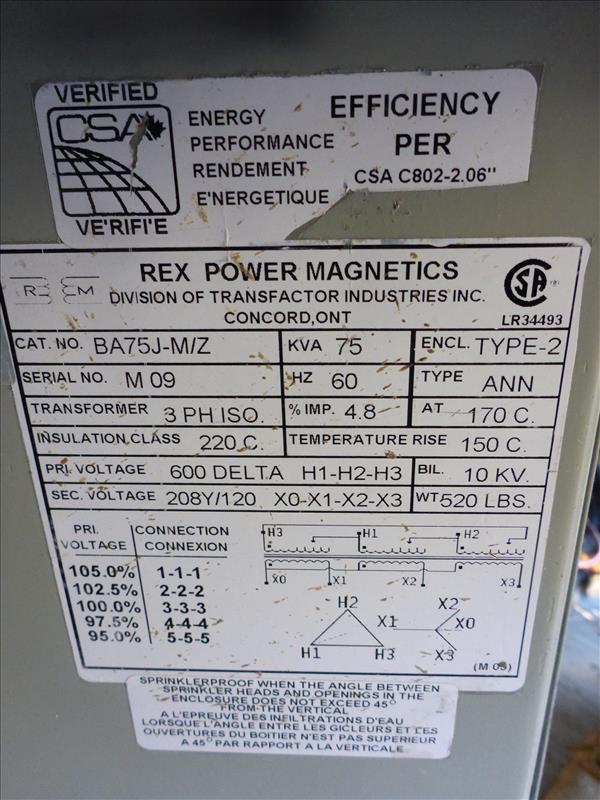 VERIFIED
CSA
VE'RIFI'E
ENERGY
PERFORMANCE
RENDEMENT
E'NERGETIQUE
EFFICIENCY
PER
CSA C802-2.06"
R M
REX POWER MAGNETICS
DIVISION OF TRANSFACTOR INDUSTRIES INC.
CONCORD,ONT
LR34493
CAT. NO. BA75J-M/Z KVA 75 ENCL. TYPE-2
SERIAL NO. M 09 HZ 60 TYPE ANN
TRANSFORMER 3 PH ISO. % IMP. 4.8 AT 170 C.
INSULATION CLASS 220 C. TEMPERATURE RISE 150 C.
PRI. VOLTAGE 600 DELTA H1-H2-H3 BIL. 10 KV.
SEC. VOLTAGE 208Y/120 X0-X1-X2-X3 WT 520 LBS.
PRI. CONNECTION
VOLTAGE CONNEXION
105.0% 1-1-1
102.5% 2-2-2
100.0% 3-3-3
97.5% 4-4-4
95.0% 5-5-5
H3 H1 H2
X0 X1 X2 X3
H2
H1 H3
X2
X1 X0
X3
(M 09)
SPRINKLERPROOF WHEN THE ANGLE BETWEEN
SPRINKLER HEADS AND OPENINGS IN THE
ENCLOSURE DOES NOT EXCEED 45°
FROM THE VERTICAL
A L'EPREUVE DES INFILTRATIONS D'EAU
LORSQUE L'ANGLE ENTRE LES GICLEURS ET LES
OUVERTURES DU BOITIER N'EST PAS SUPERIEUR
A 45° PAR RAPPORT A LA VERTICALE